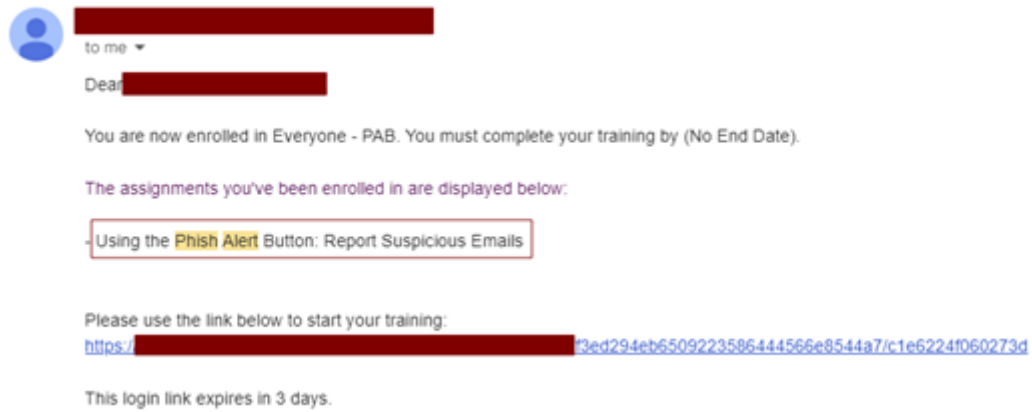 to me
Dear
You are now enrolled in Everyone - PAB. You must complete your training by (No End Date).
The assignments you've been enrolled in are displayed below:
- Using the Phish Alert Button: Report Suspicious Emails
Please use the link below to start your training:
https:/ f3ed294eb6509223586444566e8544a7/c1e6224f060273d
This login link expires in 3 days.